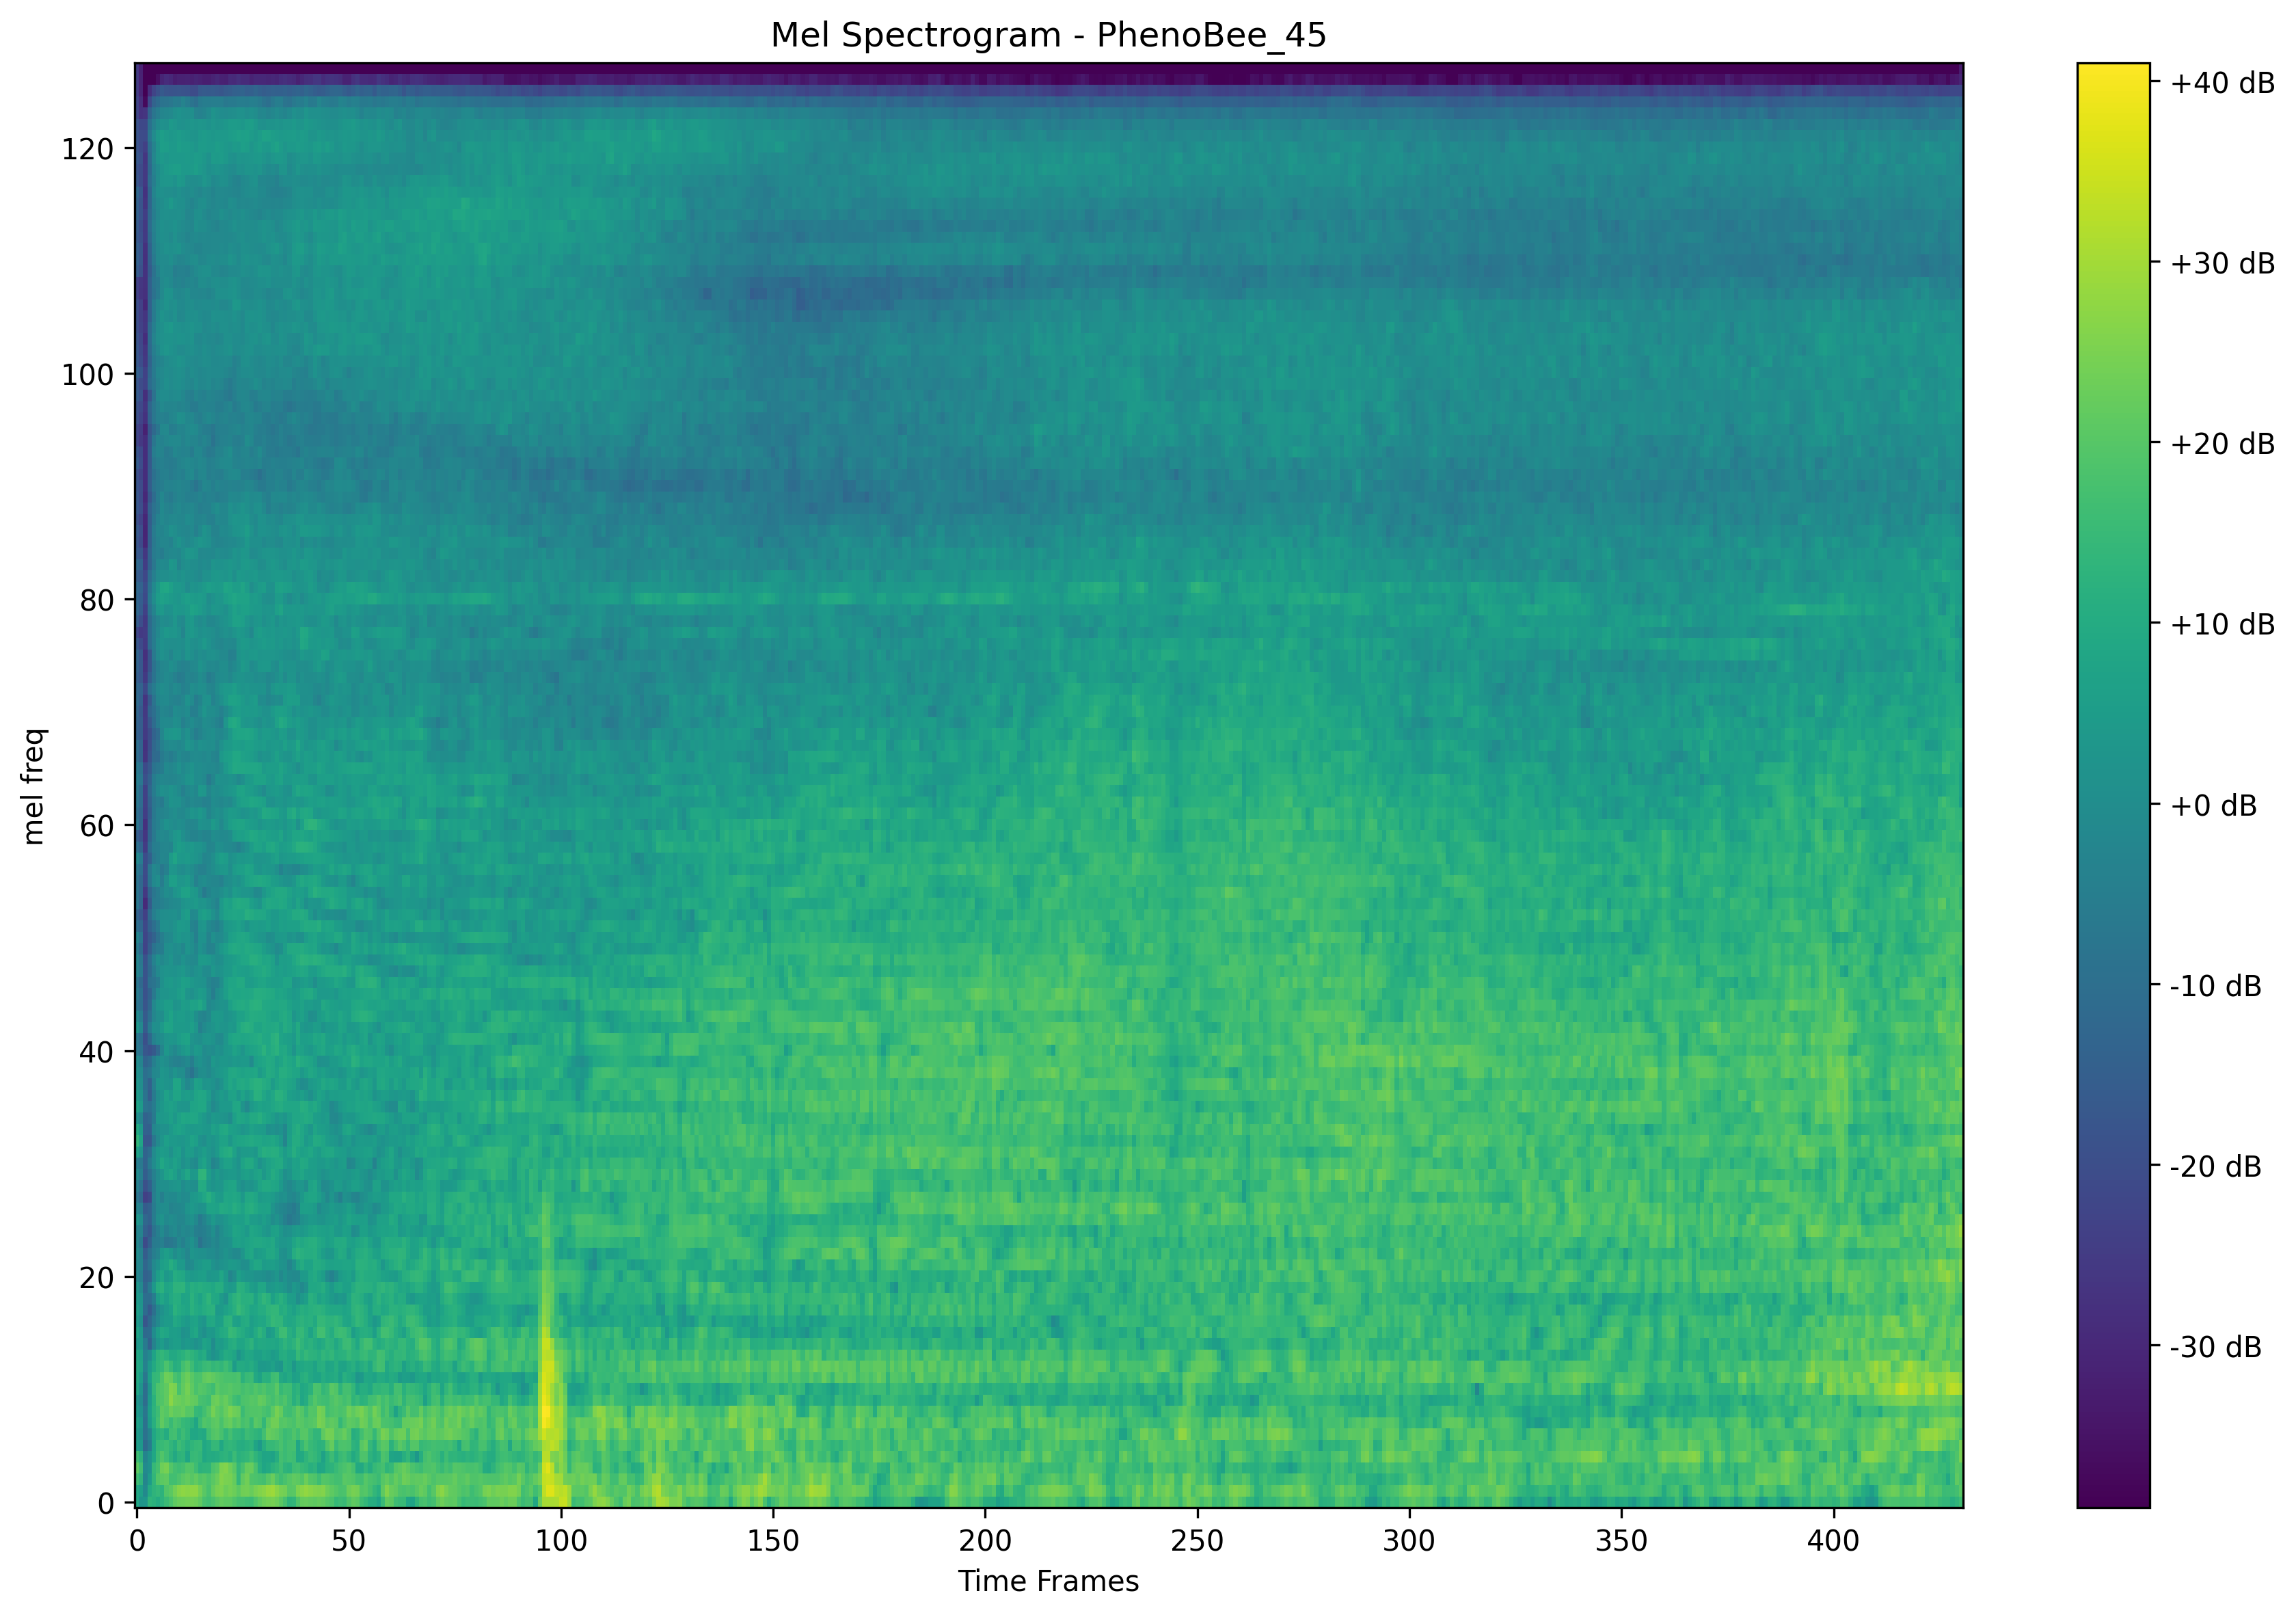 Mel Spectrogram - PhenoBee_45
mel freq
120
100
80
60
40
20
0
0 50 100 150 200 250 300 350 400
Time Frames
+40 dB
+30 dB
+20 dB
+10 dB
+0 dB
-10 dB
-20 dB
-30 dB